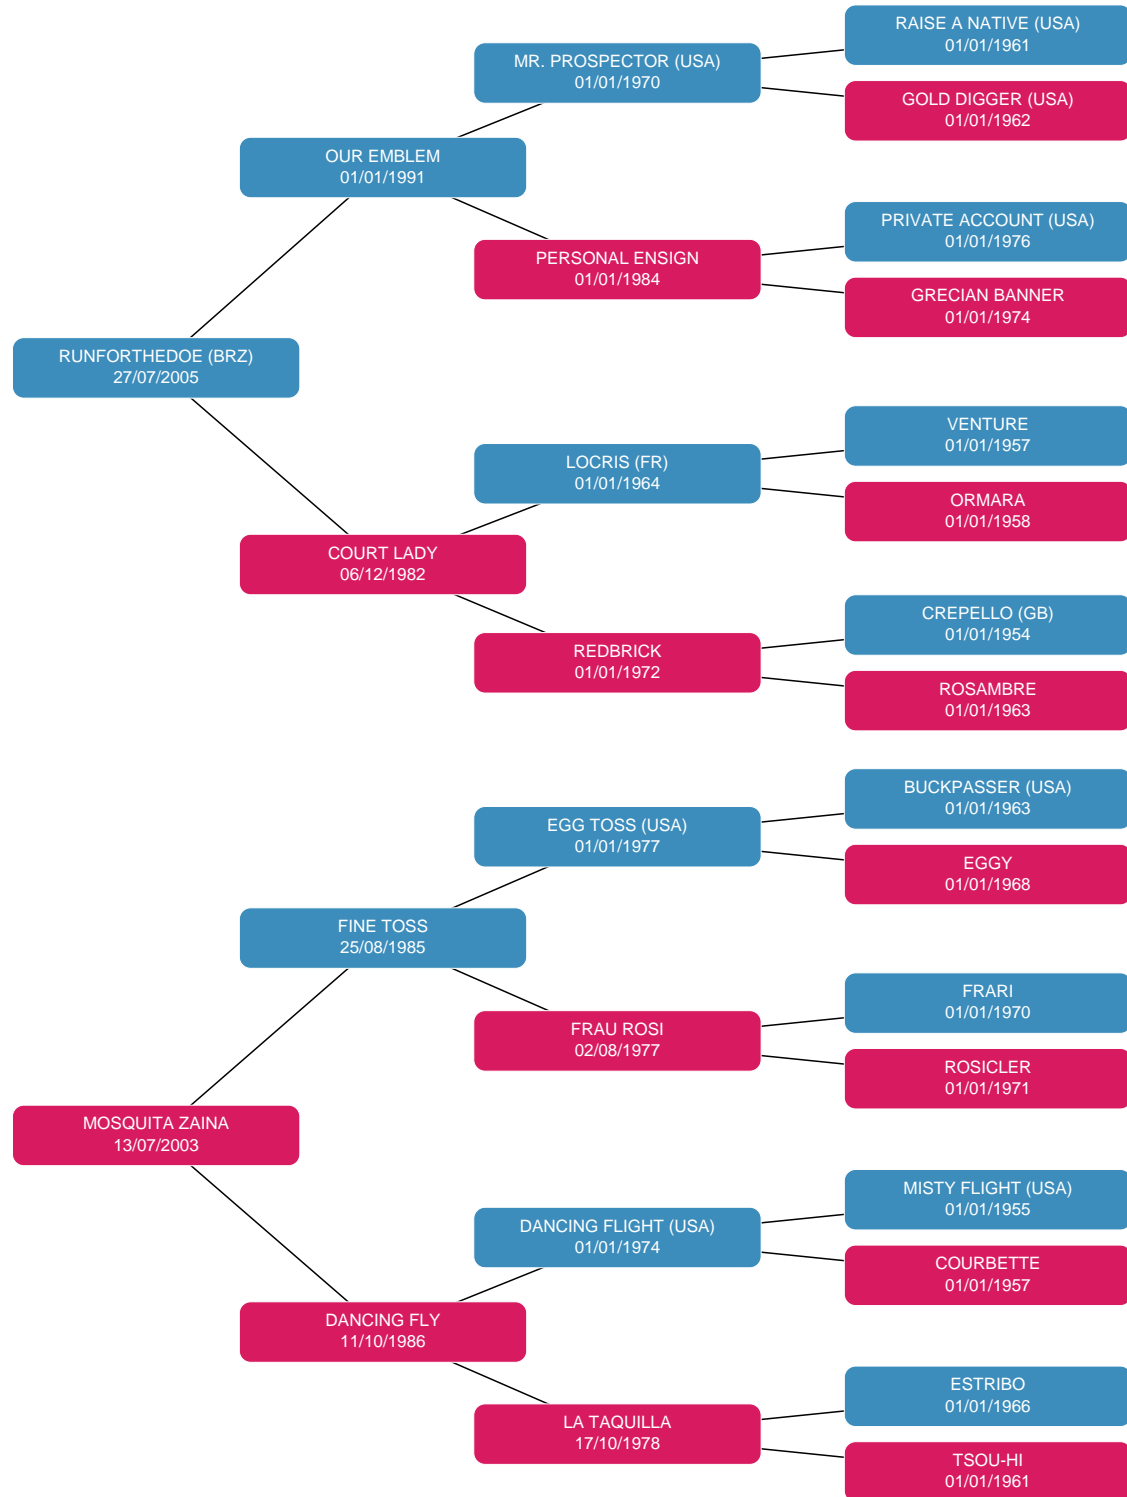 RAISE A NATIVE (USA)
01/01/1961
MR. PROSPECTOR (USA)
01/01/1970
GOLD DIGGER (USA)
01/01/1962
OUR EMBLEM
01/01/1991
PRIVATE ACCOUNT (USA)
01/01/1976
PERSONAL ENSIGN
01/01/1984
GRECIAN BANNER
01/01/1974
RUNFORTHEDOE (BRZ)
27/07/2005
VENTURE
01/01/1957
LOCRIS (FR)
01/01/1964
ORMARA
01/01/1958
COURT LADY
06/12/1982
CREPELLO (GB)
01/01/1954
REDBRICK
01/01/1972
ROSAMBRE
01/01/1963
BUCKPASSER (USA)
01/01/1963
EGG TOSS (USA)
01/01/1977
EGGY
01/01/1968
FINE TOSS
25/08/1985
FRARI
01/01/1970
FRAU ROSI
02/08/1977
ROSICLER
01/01/1971
MOSQUITA ZAINA
13/07/2003
MISTY FLIGHT (USA)
01/01/1955
DANCING FLIGHT (USA)
01/01/1974
COURBETTE
01/01/1957
DANCING FLY
11/10/1986
ESTRIBO
01/01/1966
LA TAQUILLA
17/10/1978
TSOU-HI
01/01/1961